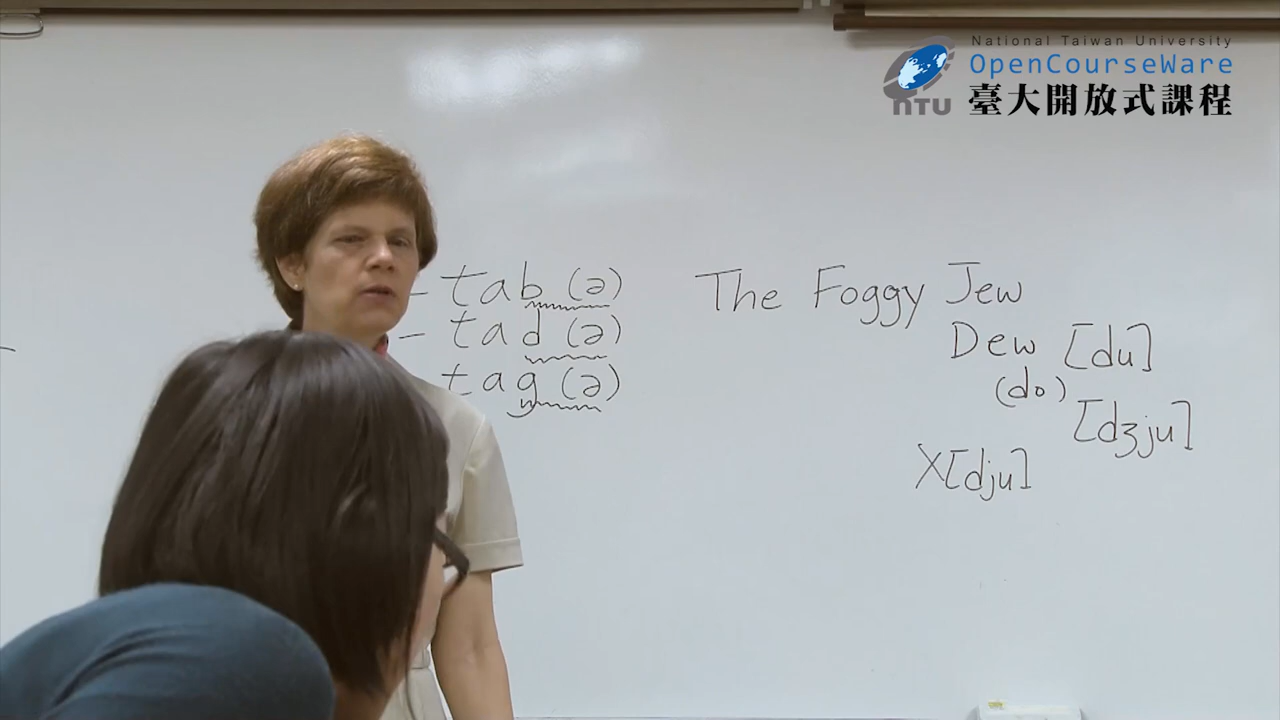 National Taiwan University
OpenCourseWare
臺大開放式課程
NTU
- tab (ə)
- tad (ə)
tag (ə)
The Foggy Jew
Dew [du]
(do)
[dʒju]
X[dju]